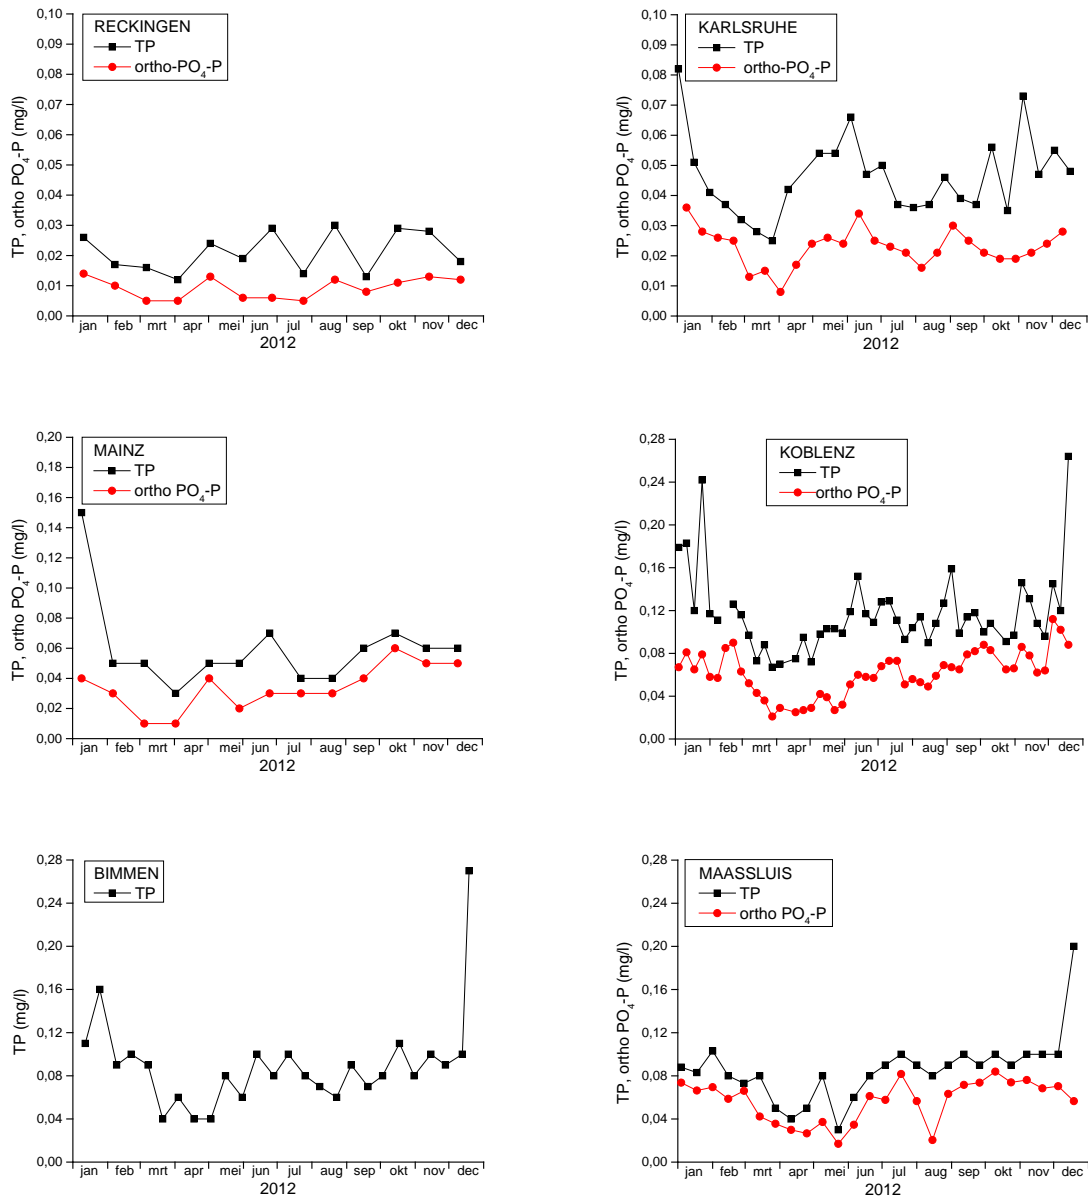 RECKINGEN
TP
ortho-PO4-P
TP, ortho PO4-P (mg/l)
0,10
0,09
0,08
0,07
0,06
0,05
0,04
0,03
0,02
0,01
0,00
jan feb mrt apr mei jun jul aug sep okt nov dec
2012
KARLSRUHE
TP
ortho-PO4-P
TP, ortho PO4-P (mg/l)
0,10
0,09
0,08
0,07
0,06
0,05
0,04
0,03
0,02
0,01
0,00
jan feb mrt apr mei jun jul aug sep okt nov dec
2012
MAINZ
TP
ortho PO4-P
TP, ortho PO4-P (mg/l)
0,20
0,18
0,16
0,14
0,12
0,10
0,08
0,06
0,04
0,02
0,00
jan feb mrt apr mei jun jul aug sep okt nov dec
2012
KOBLENZ
TP
ortho PO4-P
TP, ortho PO4-P (mg/l)
0,28
0,24
0,20
0,16
0,12
0,08
0,04
0,00
jan feb mrt apr mei jun jul aug sep okt nov dec
2012
BIMMEN
TP
TP (mg/l)
0,28
0,24
0,20
0,16
0,12
0,08
0,04
0,00
jan feb mrt apr mei jun jul aug sep okt nov dec
2012
MAASSLUIS
TP
ortho PO4-P
TP, ortho PO4-P (mg/l)
0,28
0,24
0,20
0,16
0,12
0,08
0,04
0,00
jan feb mrt apr mei jun jul aug sep okt nov dec
2012